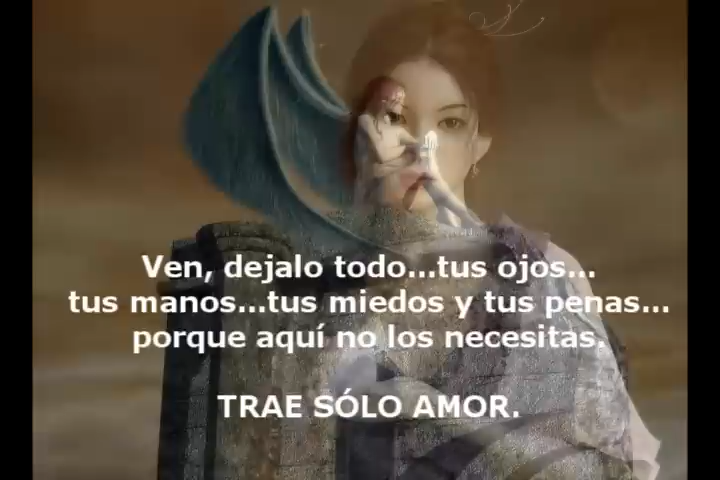 Ven, dejalo todo...tus ojos...
tus manos...tus miedos y tus penas...
porque aquí no los necesitas.
TRAE SÓLO AMOR.